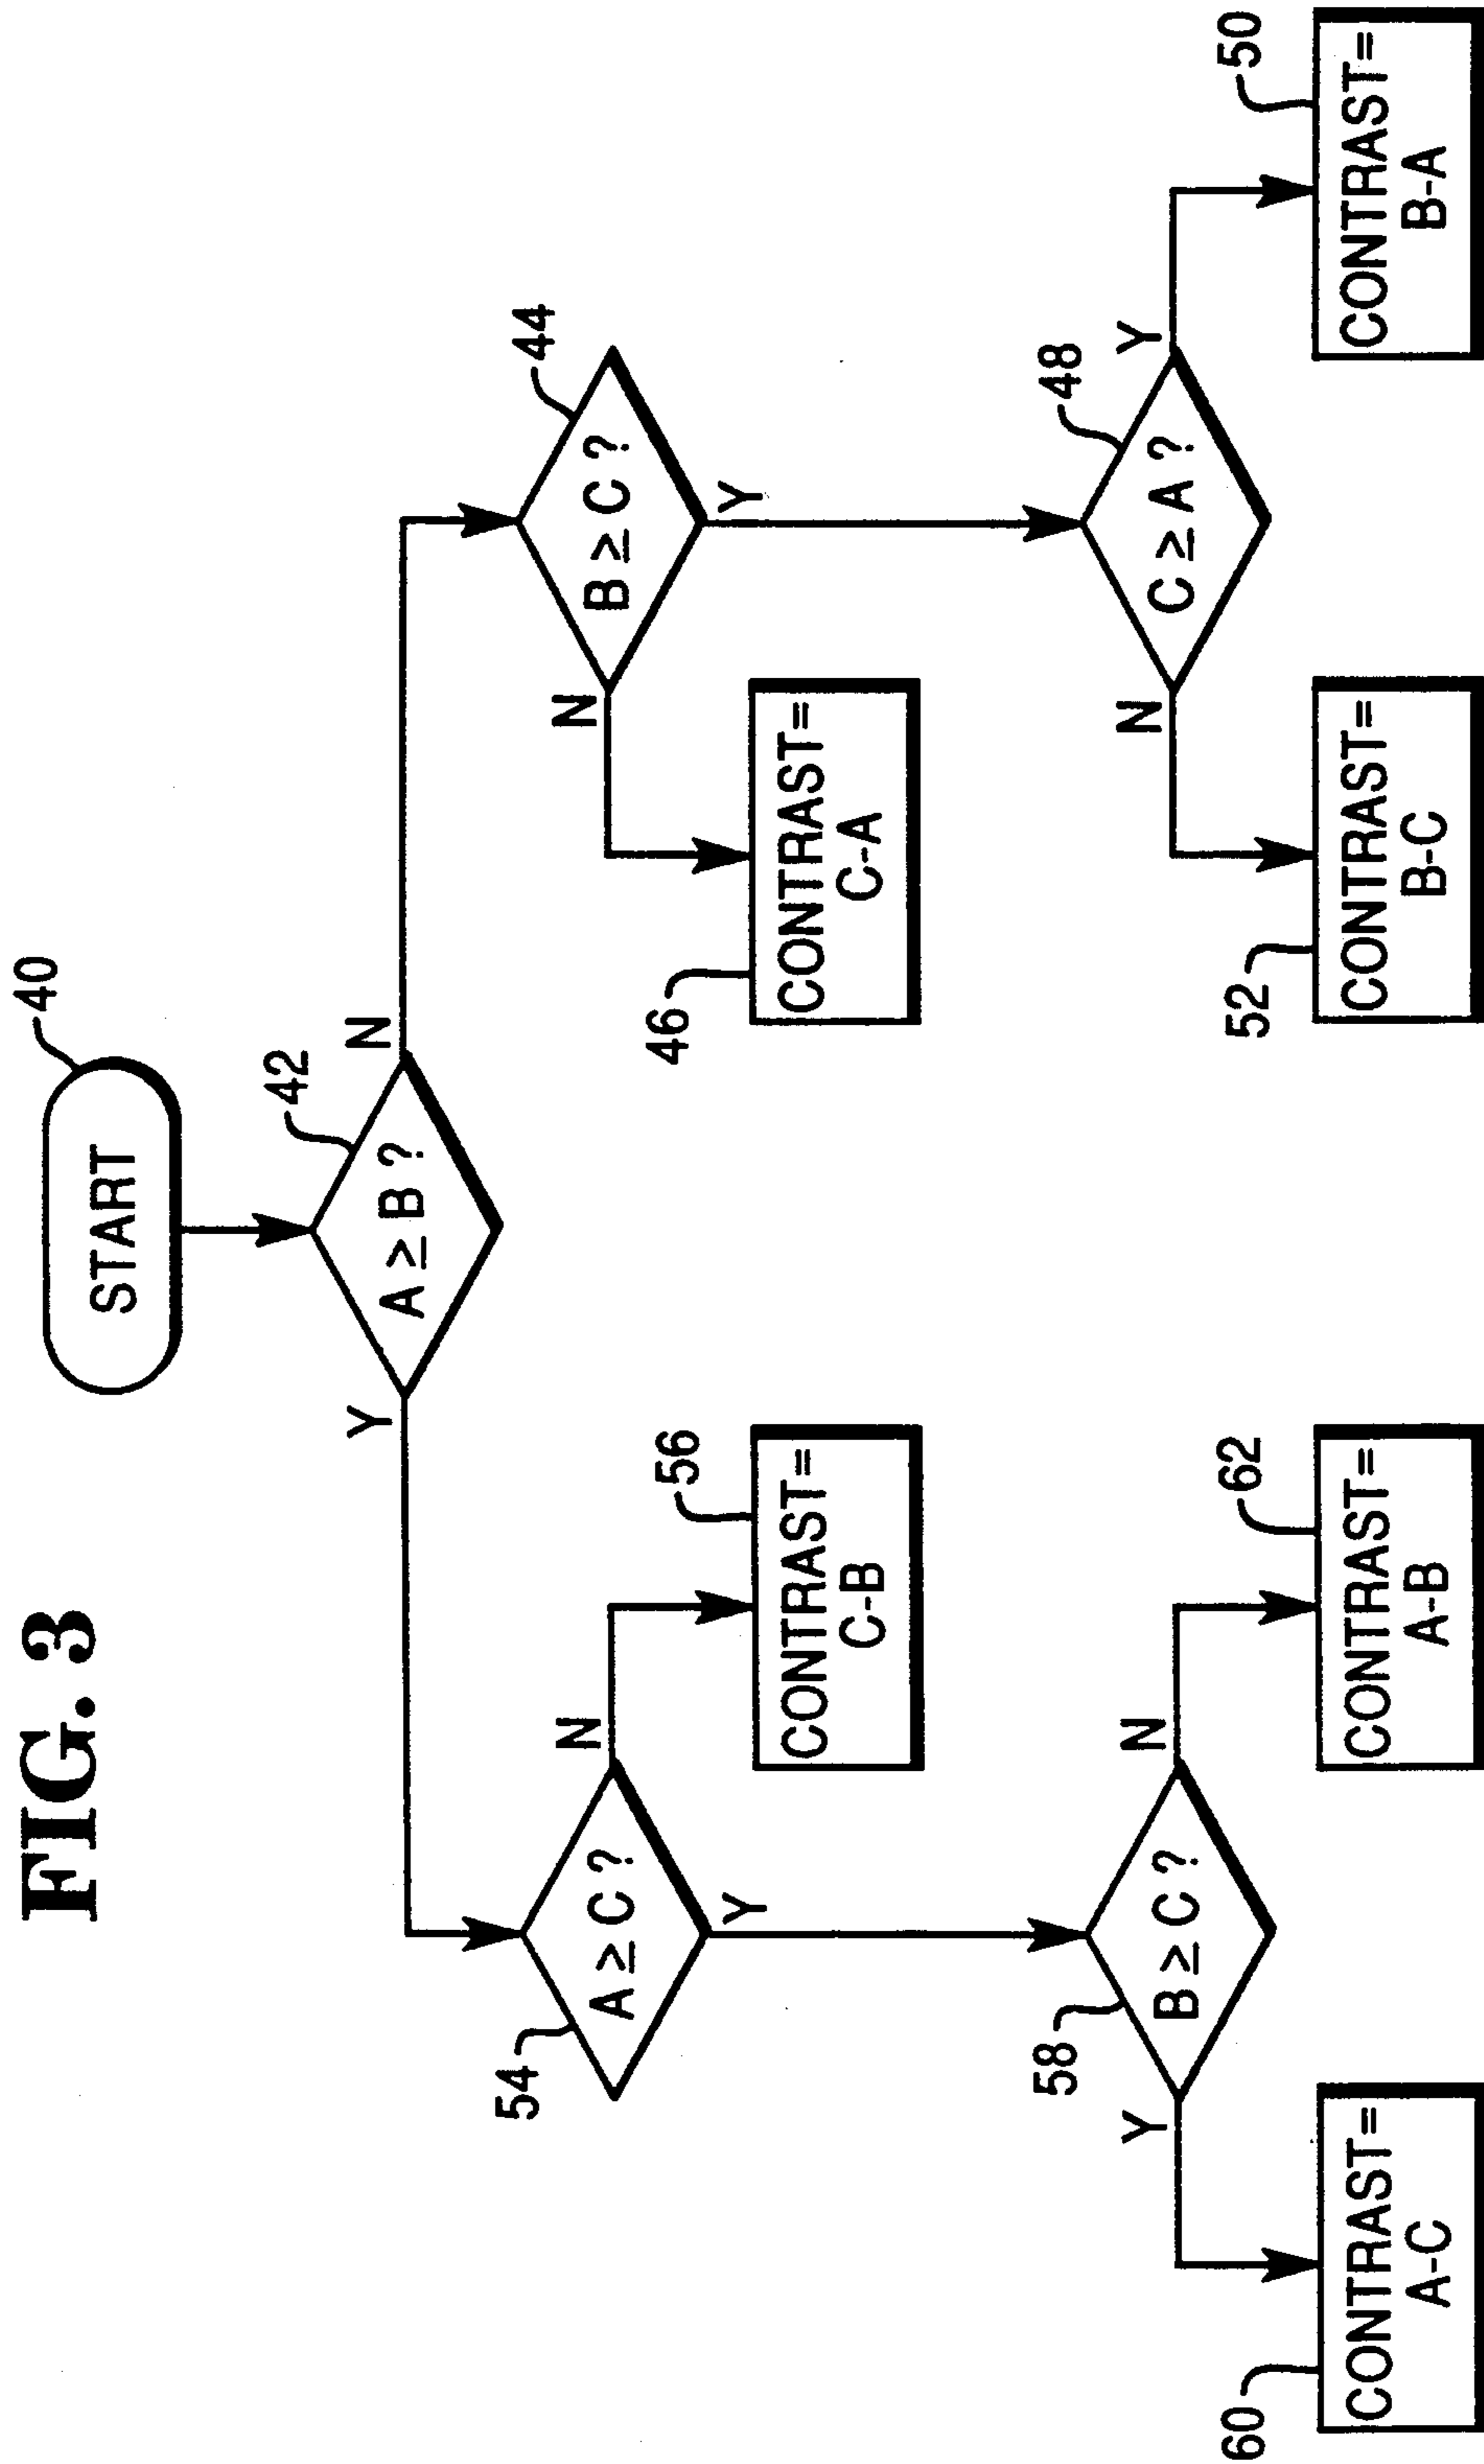 FIG. 3
START
40
42
A ≥ B ?
Y
N
54
A ≥ C ?
N
Y
56
CONTRAST=
C-B
44
B ≥ C ?
N
Y
46
CONTRAST=
C-A
58
B ≥ C ?
Y
N
60
CONTRAST=
A-C
62
CONTRAST=
A-B
48
C ≥ A ?
N
Y
52
CONTRAST=
B-C
50
CONTRAST=
B-A